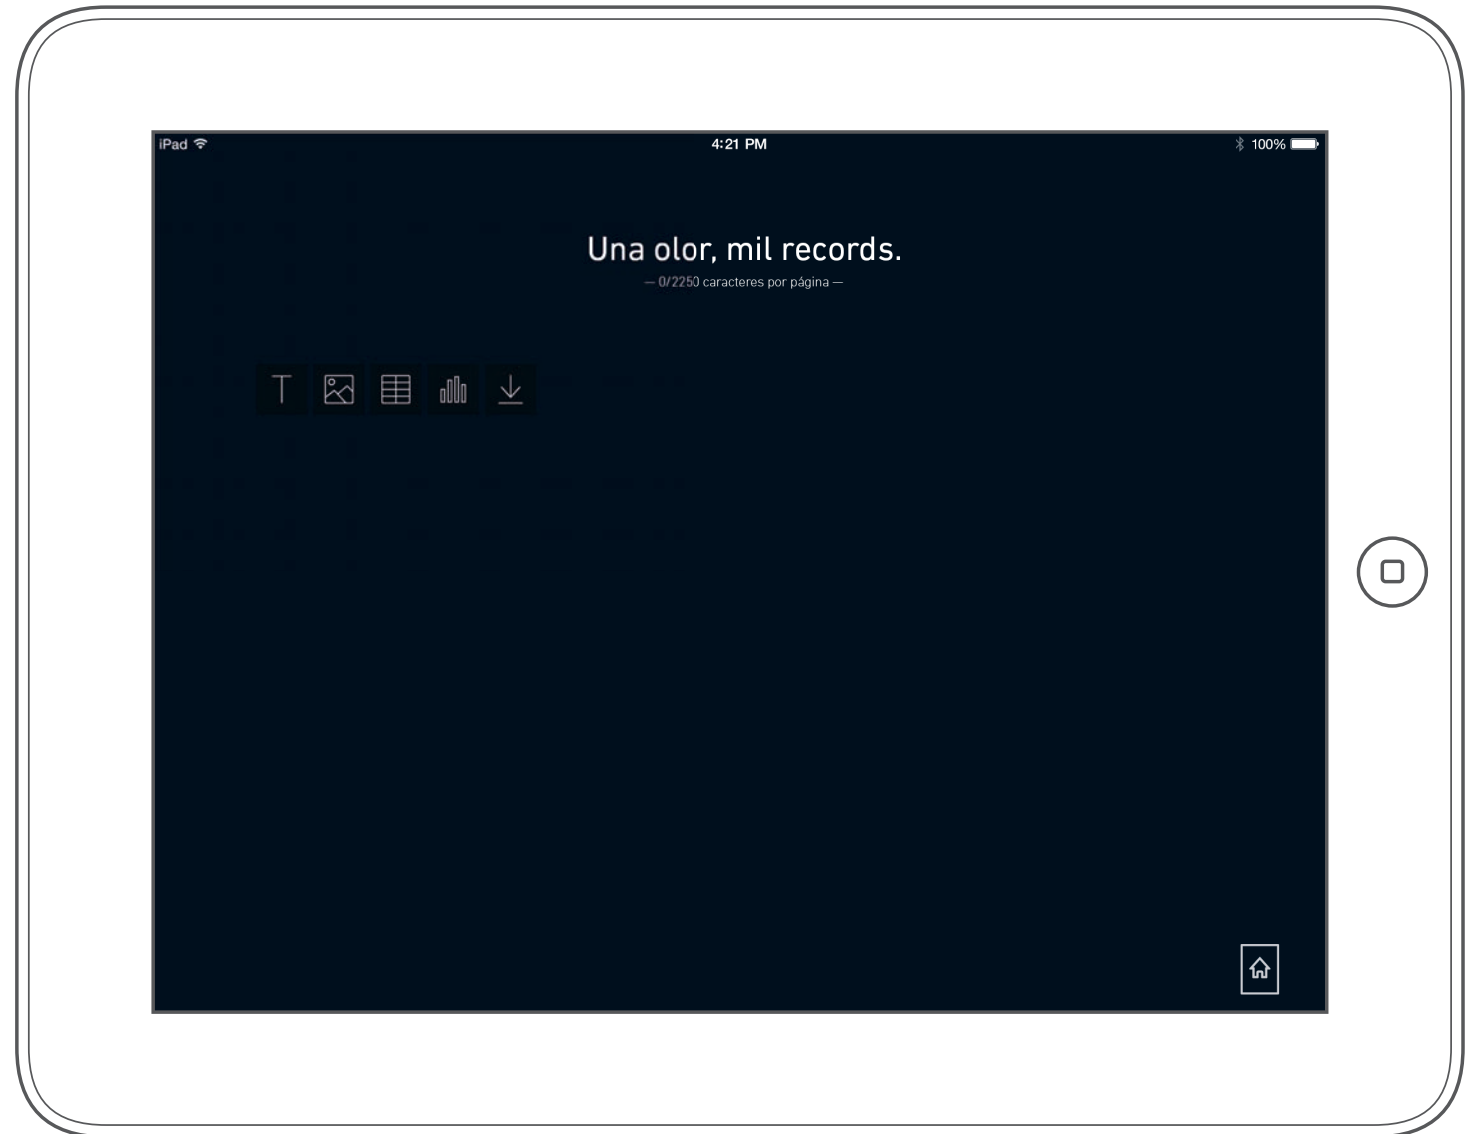 iPad
4:21 PM
100%
Una olor, mil records.
— 0/2250 caracteres por página —